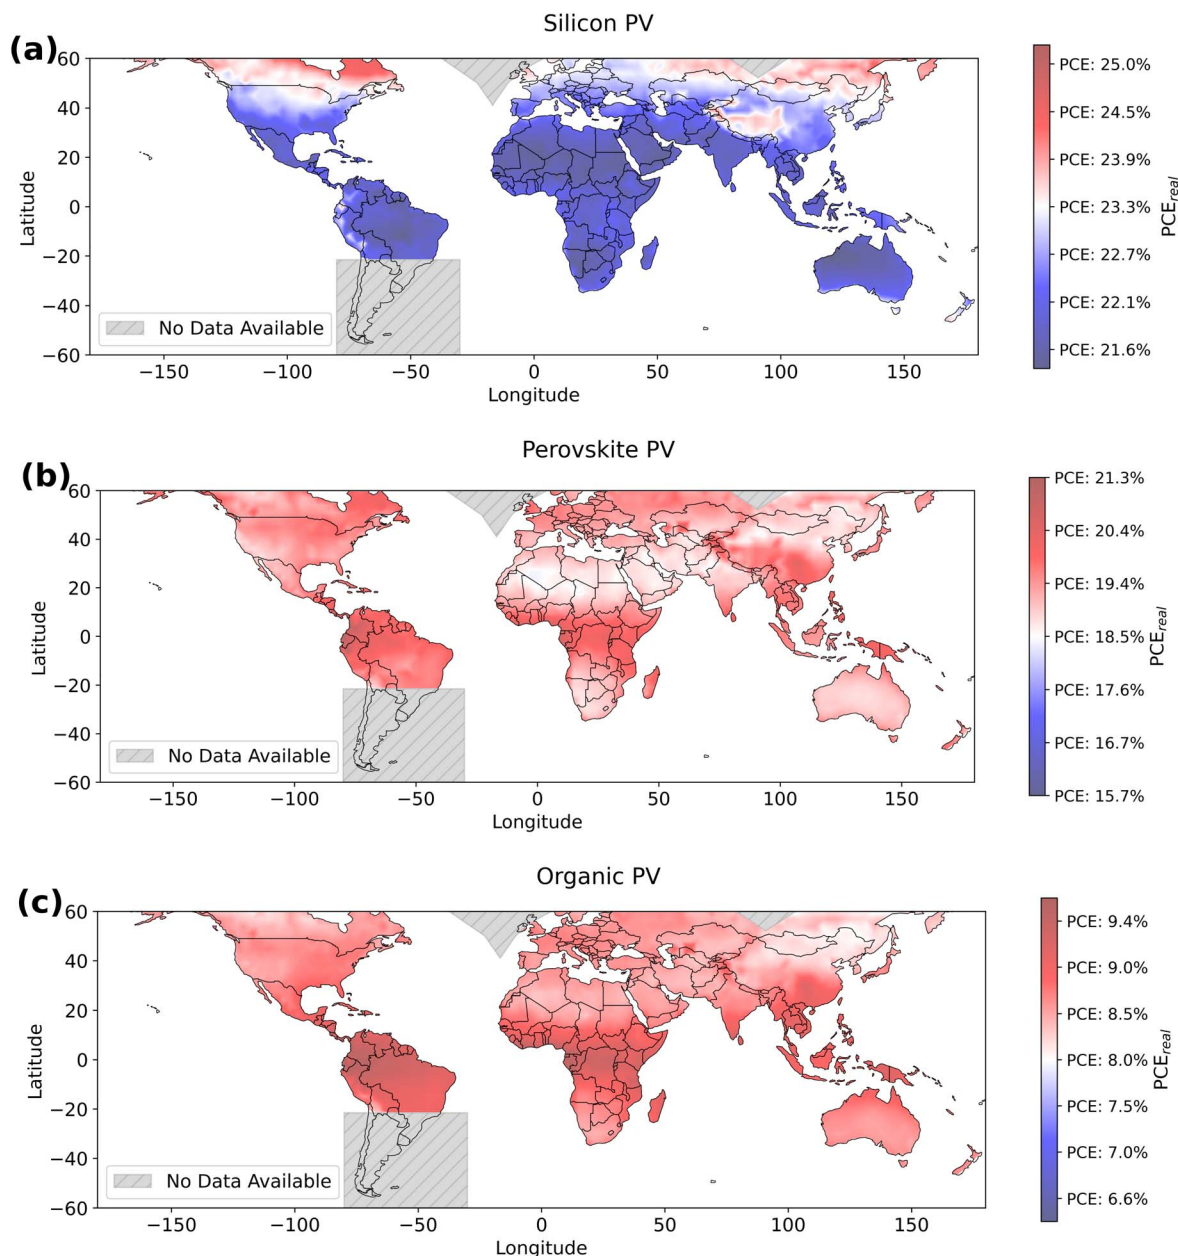 Silicon PV
(a)
60
40
20
0
−20
−40
−60
Latitude
No Data Available
−150
−100
−50
0
50
100
150
Longitude
PCE: 25.0%
PCE: 24.5%
PCE: 23.9%
PCE: 23.3%
PCE: 22.7%
PCE: 22.1%
PCE: 21.6%
PCEreal
Perovskite PV
(b)
60
40
20
0
−20
−40
−60
Latitude
No Data Available
−150
−100
−50
0
50
100
150
Longitude
PCE: 21.3%
PCE: 20.4%
PCE: 19.4%
PCE: 18.5%
PCE: 17.6%
PCE: 16.7%
PCE: 15.7%
PCEreal
Organic PV
(c)
60
40
20
0
−20
−40
−60
Latitude
No Data Available
−150
−100
−50
0
50
100
150
Longitude
PCE: 9.4%
PCE: 9.0%
PCE: 8.5%
PCE: 8.0%
PCE: 7.5%
PCE: 7.0%
PCE: 6.6%
PCEreal